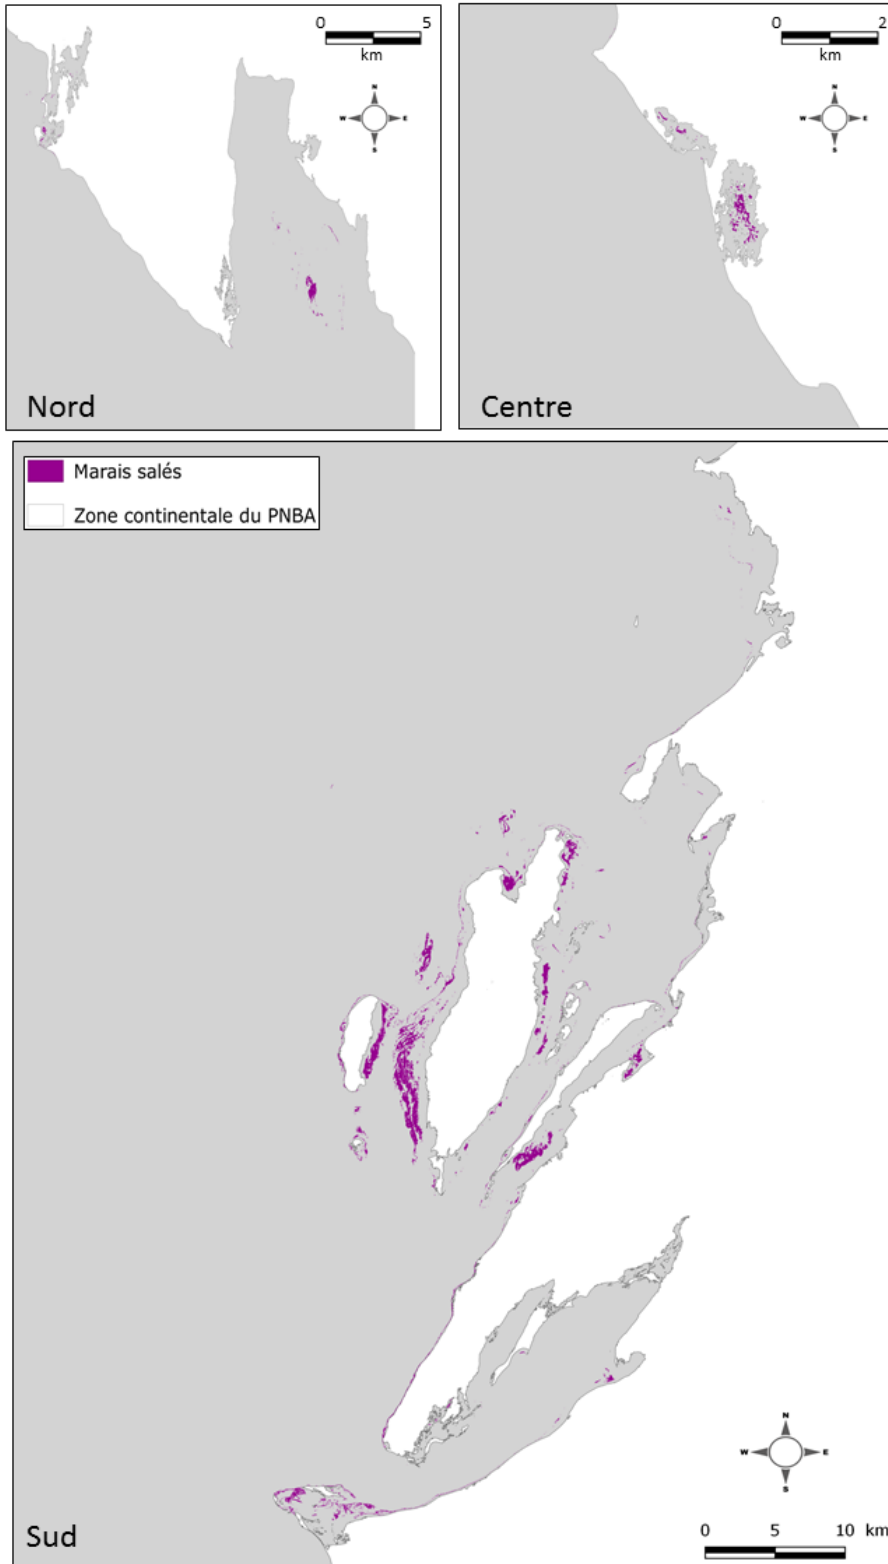 0 5
km
N
W E
S
Nord
0 2
km
N
W E
S
Centre
Marais salés
Zone continentale du PNBA
N
W E
S
0 5 10 km
Sud